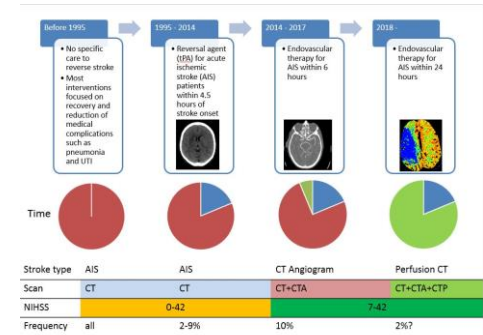 Before 1995
• No specific
care to
reverse stroke
• Most
interventions
focused on
recovery and
reduction of
medical
complications
such as
pneumonia
and UTI
1995 - 2014
• Reversal agent
(tPA) for acute
ischemic
stroke (AIS)
patients
within 4.5
hours of
stroke onset
2014 - 2017
• Endovascular
therapy for
AIS within 6
hours
2018 -
• Endovascular
therapy for
AIS within 24
hours
Time
Stroke type AIS AIS CT Angiogram Perfusion CT
Scan CT CT CT+CTA CT+CTA+CTP
NIHSS 0-42 7-42
Frequency all 2-9% 10% 2%?